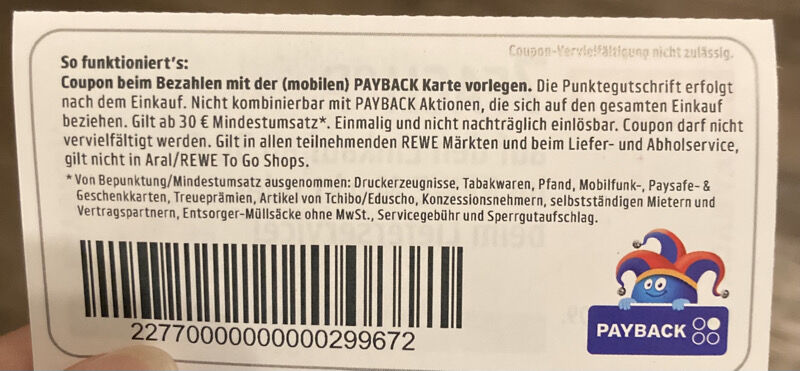 Coupon-Vervielfältigung nicht zulässig.
So funktioniert's:
Coupon beim Bezahlen mit der (mobilen) PAYBACK Karte vorlegen. Die Punktegutschrift erfolgt
nach dem Einkauf. Nicht kombinierbar mit PAYBACK Aktionen, die sich auf den gesamten Einkauf
beziehen. Gilt ab 30 € Mindestumsatz*. Einmalig und nicht nachträglich einlösbar. Coupon darf nicht
vervielfältigt werden. Gilt in allen teilnehmenden REWE Märkten und beim Liefer- und Abholservice,
gilt nicht in Aral/REWE To Go Shops.
* Von Bepunktung/Mindestumsatz ausgenommen: Druckerzeugnisse, Tabakwaren, Pfand, Mobilfunk-, Paysafe- &
Geschenkkarten, Treueprämien, Artikel von Tchibo/Eduscho, Konzessionsnehmern, selbstständigen Mietern und
Vertragspartnern, Entsorger-Müllsäcke ohne MwSt., Servicegebühr und Sperrgutaufschlag.
2277000000000000299672
PAYBACK